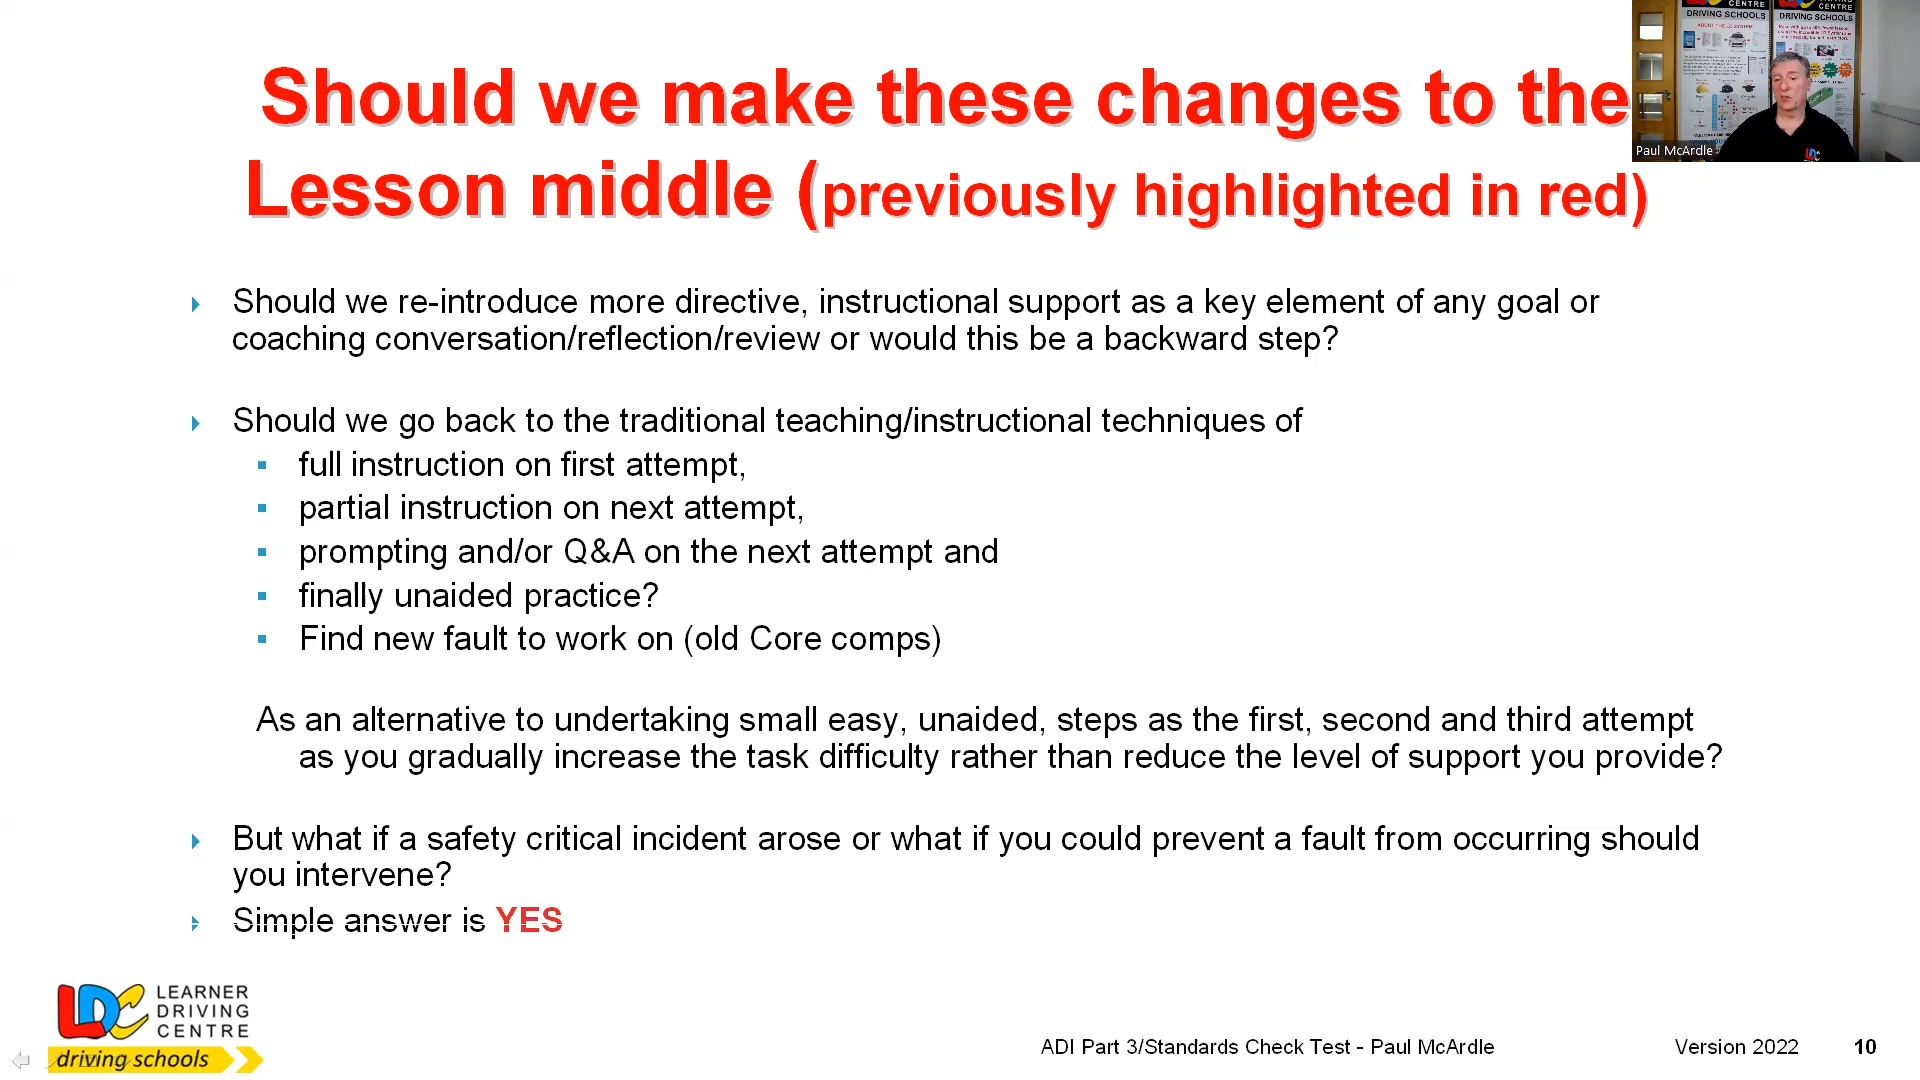 CENTRE
CENTRE
DRIVING SCHOOLS
DRIVING SCHOOLS
Paul McArdle
Should we make these changes to the
Lesson middle (previously highlighted in red)
Should we re-introduce more directive, instructional support as a key element of any goal or
coaching conversation/reflection/review or would this be a backward step?
Should we go back to the traditional teaching/instructional techniques of
full instruction on first attempt,
partial instruction on next attempt,
prompting and/or Q&A on the next attempt and
finally unaided practice?
Find new fault to work on (old Core comps)
As an alternative to undertaking small easy, unaided, steps as the first, second and third attempt
as you gradually increase the task difficulty rather than reduce the level of support you provide?
But what if a safety critical incident arose or what if you could prevent a fault from occurring should
you intervene?
Simple answer is YES
LDC
LEARNER
DRIVING
CENTRE
driving schools
ADI Part 3/Standards Check Test - Paul McArdle
Version 2022
10